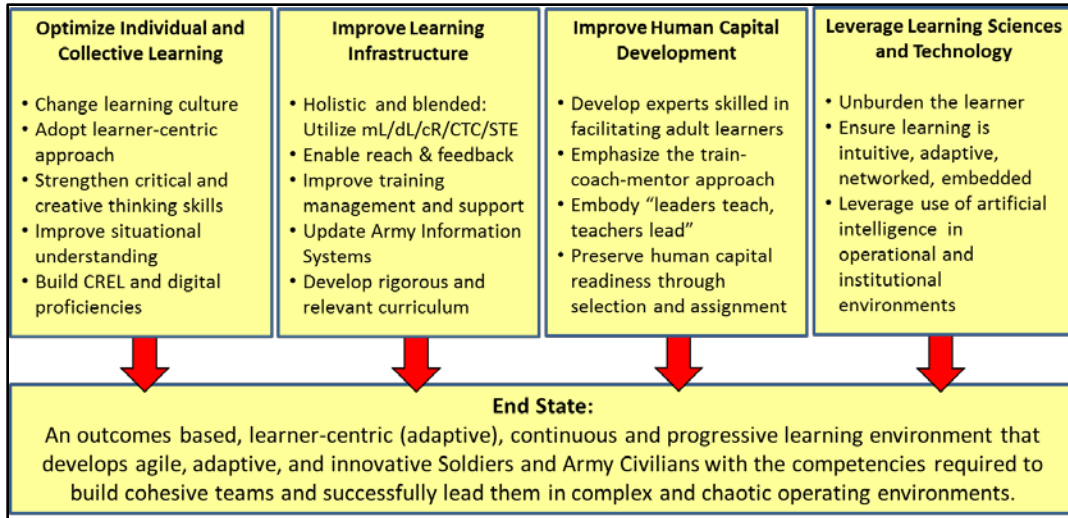 Optimize Individual and
Collective Learning
• Change learning culture
• Adopt learner-centric
approach
• Strengthen critical and
creative thinking skills
• Improve situational
understanding
• Build CREL and digital
proficiencies
Improve Learning
Infrastructure
• Holistic and blended:
Utilize mL/dL/cR/CTC/STE
• Enable reach & feedback
• Improve training
management and support
• Update Army Information
Systems
• Develop rigorous and
relevant curriculum
Improve Human Capital
Development
• Develop experts skilled in
facilitating adult learners
• Emphasize the train-
coach-mentor approach
• Embody “leaders teach,
teachers lead”
• Preserve human capital
readiness through
selection and assignment
Leverage Learning Sciences
and Technology
• Unburden the learner
• Ensure learning is
intuitive, adaptive,
networked, embedded
• Leverage use of artificial
intelligence in
operational and
institutional
environments
End State:
An outcomes based, learner-centric (adaptive), continuous and progressive learning environment that
develops agile, adaptive, and innovative Soldiers and Army Civilians with the competencies required to
build cohesive teams and successfully lead them in complex and chaotic operating environments.